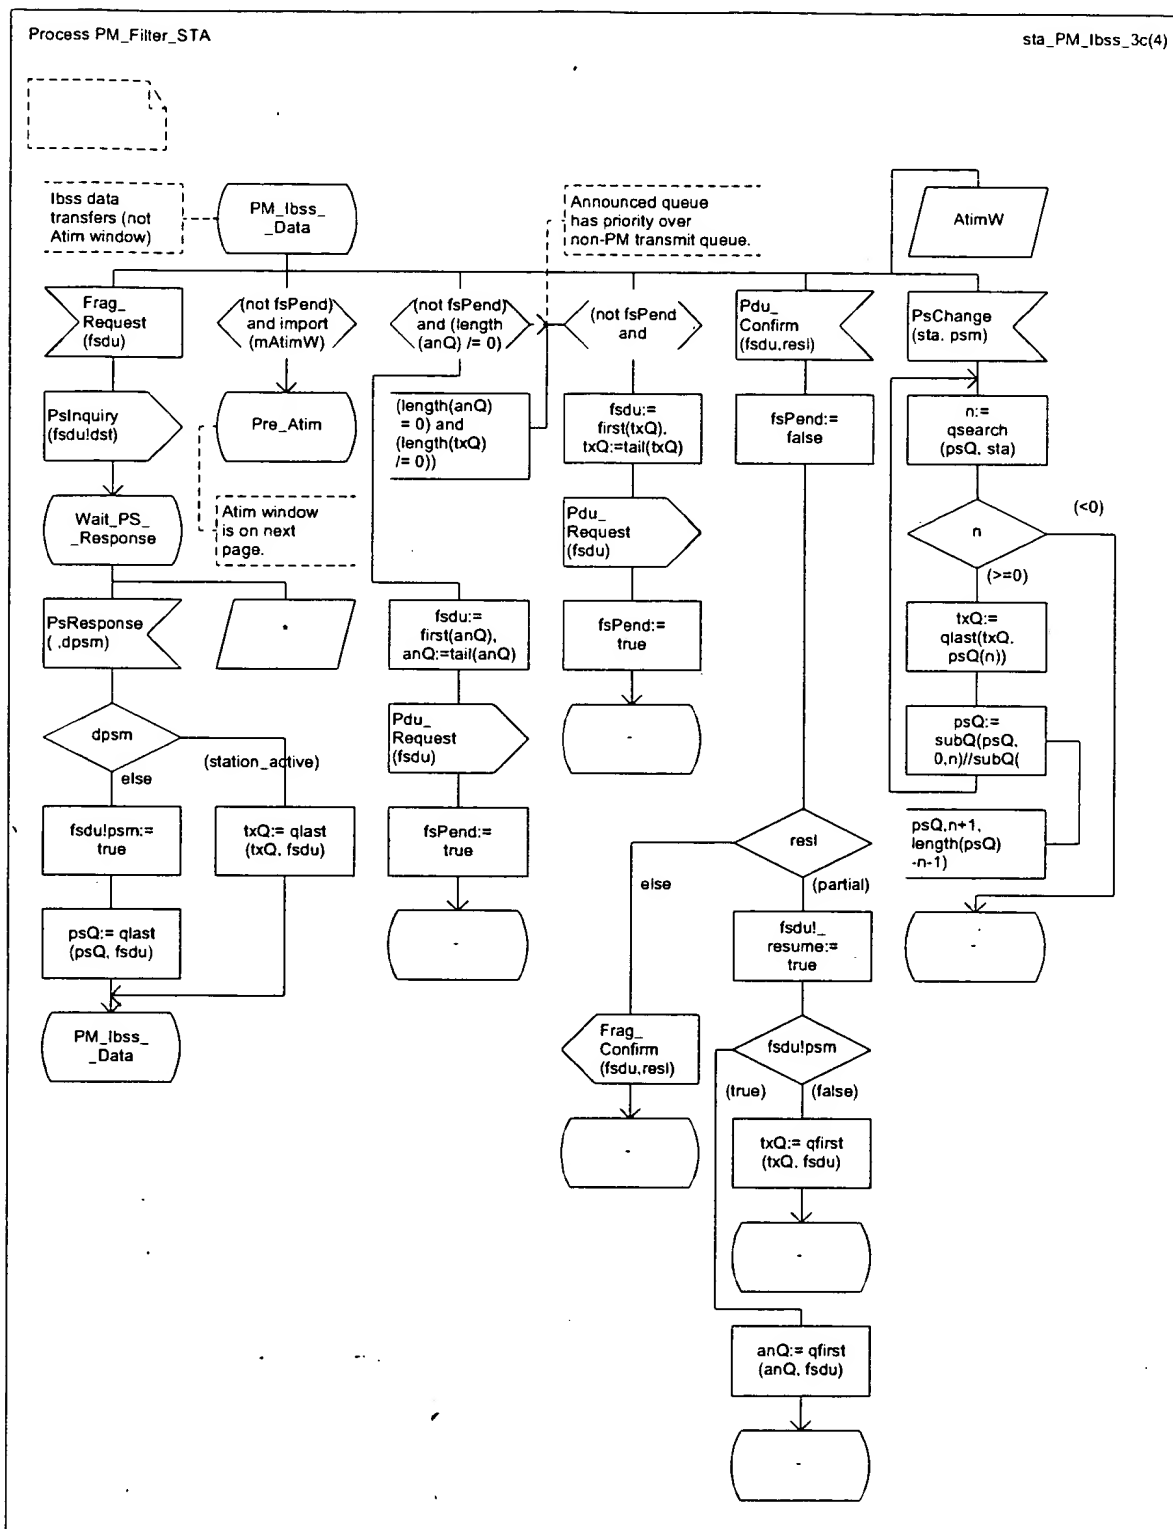 Process PM_Filter_STA
sta_PM_Ibss_3c(4)
Ibss data
transfers (not
Atim window)
PM_Ibss_
_Data
Announced queue
has priority over
non-PM transmit queue.
AtimW
Frag_
Request
(fsdu)
(not fsPend)
and import
(mAtimW)
(not fsPend)
and (length
(anQ) /= 0)
(not fsPend
and
Pdu_
Confirm
(fsdu,resl)
PsChange
(sta, psm)
PsInquiry
(fsdu!dst)
Pre_Atim
(length(anQ)
= 0) and
(length(txQ)
/= 0))
fsdu:=
first(txQ),
txQ:=tail(txQ)
fsPend:=
false
n:=
qsearch
(psQ, sta)
Wait_PS_
_Response
Atim window
is on next
page.
Pdu_
Request
(fsdu)
n
(<0)
(>=0)
PsResponse
( ,dpsm)
*
fsdu:=
first(anQ),
anQ:=tail(anQ)
fsPend:=
true
txQ:=
qlast(txQ,
psQ(n))
dpsm
(station_active)
else
Pdu_
Request
(fsdu)
-
psQ:=
subQ(psQ,
0,n)//subQ(
fsdu!psm:=
true
txQ:= qlast
(txQ, fsdu)
fsPend:=
true
resl
else
(partial)
psQ,n+1,
length(psQ)
-n-1)
psQ:= qlast
(psQ, fsdu)
-
fsdu!_
resume:=
true
-
PM_Ibss_
_Data
Frag_
Confirm
(fsdu,resl)
fsdu!psm
(true)
(false)
-
txQ:= qfirst
(txQ, fsdu)
-
anQ:= qfirst
(anQ, fsdu)
-